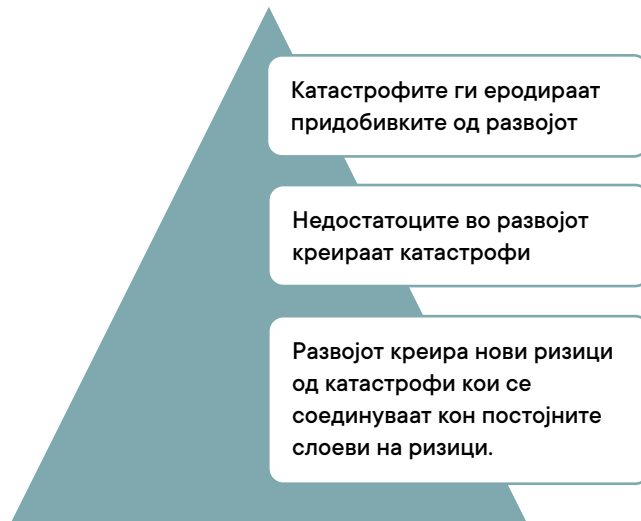 Катастрофите ги еродираат
придобивките од развојот
Недостатоците во развојот
креираат катастрофи
Развојот креира нови ризици
од катастрофи кои се
соединуваат кон постојните
слоеви на ризици.